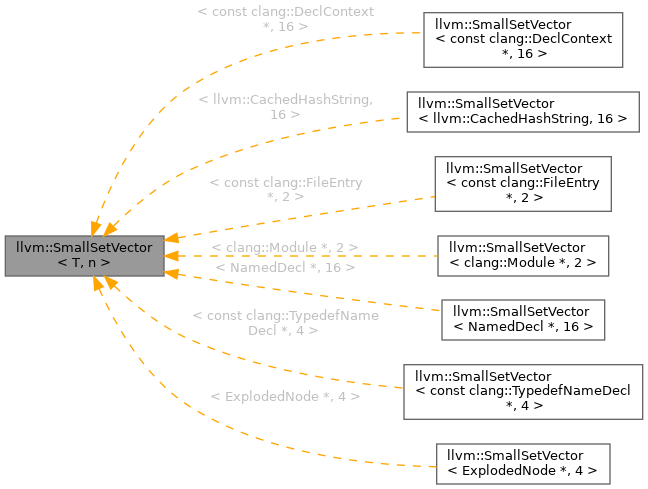 < const clang::DeclContext
*, 16 >
llvm::SmallSetVector
< const clang::DeclContext
*, 16 >
< llvm::CachedHashString,
16 >
llvm::SmallSetVector
< llvm::CachedHashString, 16 >
< const clang::FileEntry
*, 2 >
llvm::SmallSetVector
< const clang::FileEntry
*, 2 >
llvm::SmallSetVector
< T, n >
< clang::Module *, 2 >
llvm::SmallSetVector
< clang::Module *, 2 >
< NamedDecl *, 16 >
llvm::SmallSetVector
< NamedDecl *, 16 >
< const clang::TypedefName
Decl *, 4 >
llvm::SmallSetVector
< const clang::TypedefNameDecl
*, 4 >
< ExplodedNode *, 4 >
llvm::SmallSetVector
< ExplodedNode *, 4 >